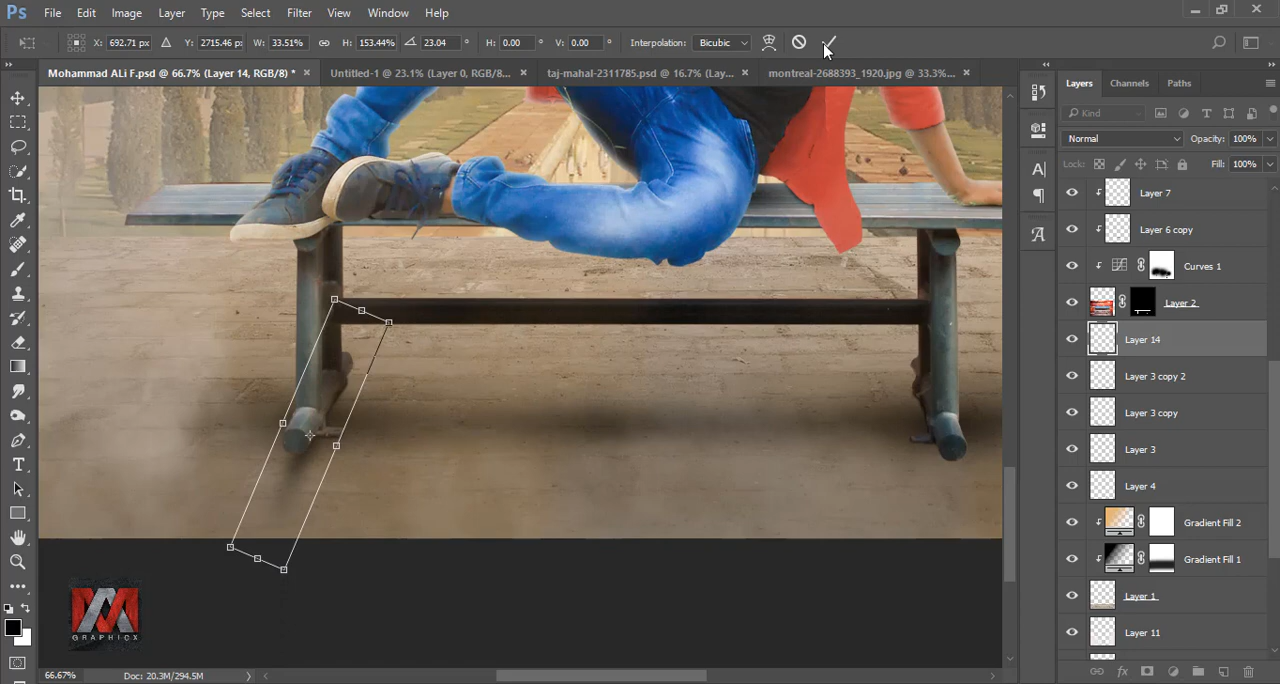 Ps File Edit Image Layer Type Select Filter View Window Help
X: 692.71 px Y: 2715.46 px W: 33.51% H: 153.44% 23.04 ° H: 0.00 ° V: 0.00 ° Interpolation: Bicubic
Mohammad ALi F.psd @ 66.7% (Layer 14, RGB/8) * × Untitled-1 @ 23.1% (Layer 0, RGB/8... × taj-mahal-2311785.psd @ 16.7% (Lay... × montreal-2688393_1920.jpg @ 33.3%... ×
Layers Channels Paths
Kind
Normal Opacity: 100%
Lock: Fill: 100%
Layer 7
Layer 6 copy
Curves 1
Layer 2
Layer 14
Layer 3 copy 2
Layer 3 copy
Layer 3
Layer 4
Gradient Fill 2
Gradient Fill 1
Layer 1
Layer 11
M
GRAPHICX
66.67% Doc: 20.3M/294.5M
fx